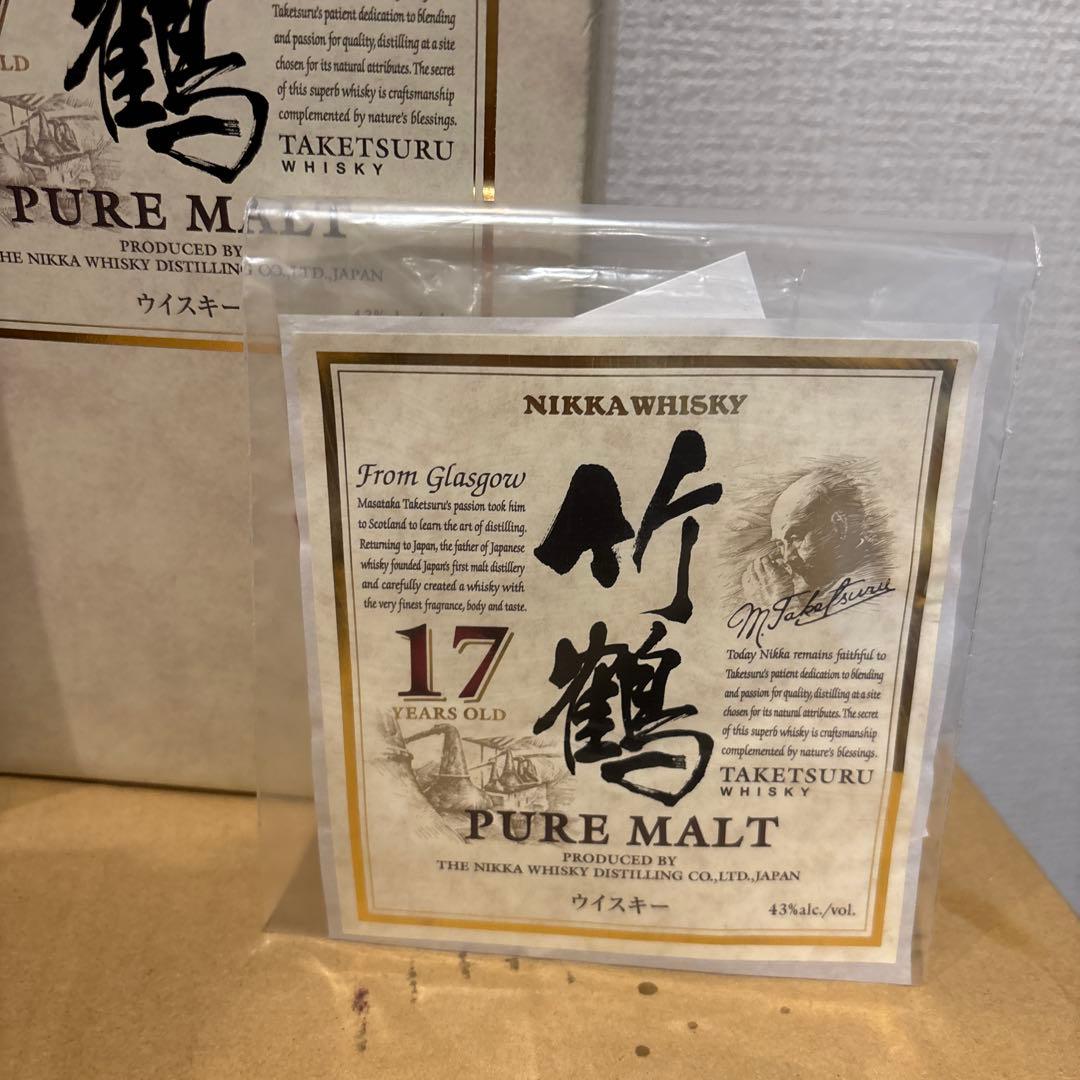 Taketsuru's patient dedication to blending
and passion for quality, distilling at a site
chosen for its natural attributes. The secret
of this superb whisky is craftsmanship
complemented by nature's blessings.
LD
鶴
TAKETSURU
WHISKY
PURE MALT
PRODUCED BY
THE NIKKA WHISKY DISTILLING CO.,LTD.,JAPAN
ウイスキー
NIKKA WHISKY
竹鶴
From Glasgow
Masataka Taketsuru's passion took him
to Scotland to learn the art of distilling.
Returning to Japan, the father of Japanese
whisky founded Japan's first malt distillery
and carefully created a whisky with
the very finest fragrance, body and taste.
17
YEARS OLD
M. Taketsuru
Today Nikka remains faithful to
Taketsuru's patient dedication to blending
and passion for quality, distilling at a site
chosen for its natural attributes. The secret
of this superb whisky is craftsmanship
complemented by nature's blessings.
TAKETSURU
WHISKY
PURE MALT
PRODUCED BY
THE NIKKA WHISKY DISTILLING CO.,LTD.,JAPAN
ウイスキー
43%alc./vol.